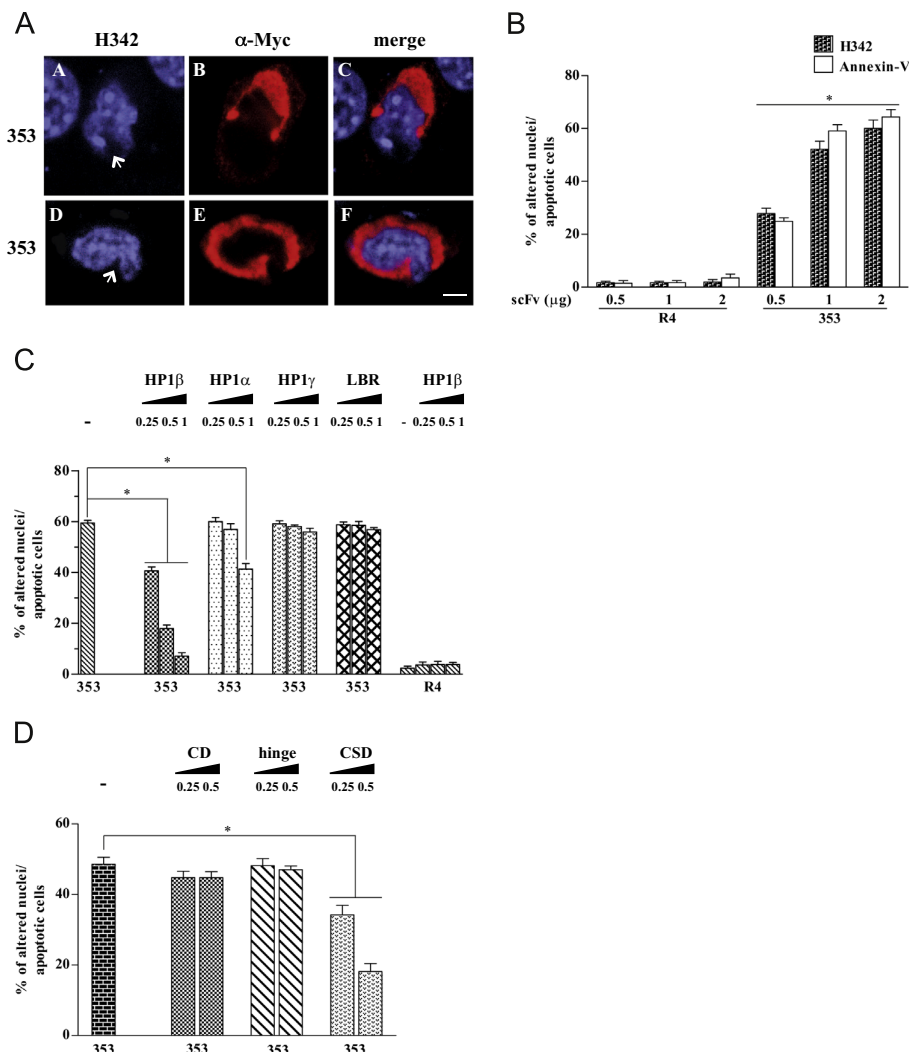 A
H342
α-Myc
merge
353
A
B
C
353
D
E
F
B
H342
Annexin-V
*
% of altered nuclei/
apoptotic cells
80
60
40
20
0
scFv (μg)
0.5
1
2
0.5
1
2
R4
353
C
HP1β
HP1α
HP1γ
LBR
HP1β
-
0.25 0.5 1
0.25 0.5 1
0.25 0.5 1
0.25 0.5 1
- 0.25 0.5 1
% of altered nuclei/
apoptotic cells
80
60
40
20
0
*
*
353
353
353
353
353
R4
D
CD
hinge
CSD
-
0.25 0.5
0.25 0.5
0.25 0.5
% of altered nuclei/
apoptotic cells
60
40
20
0
*
353
353
353
353